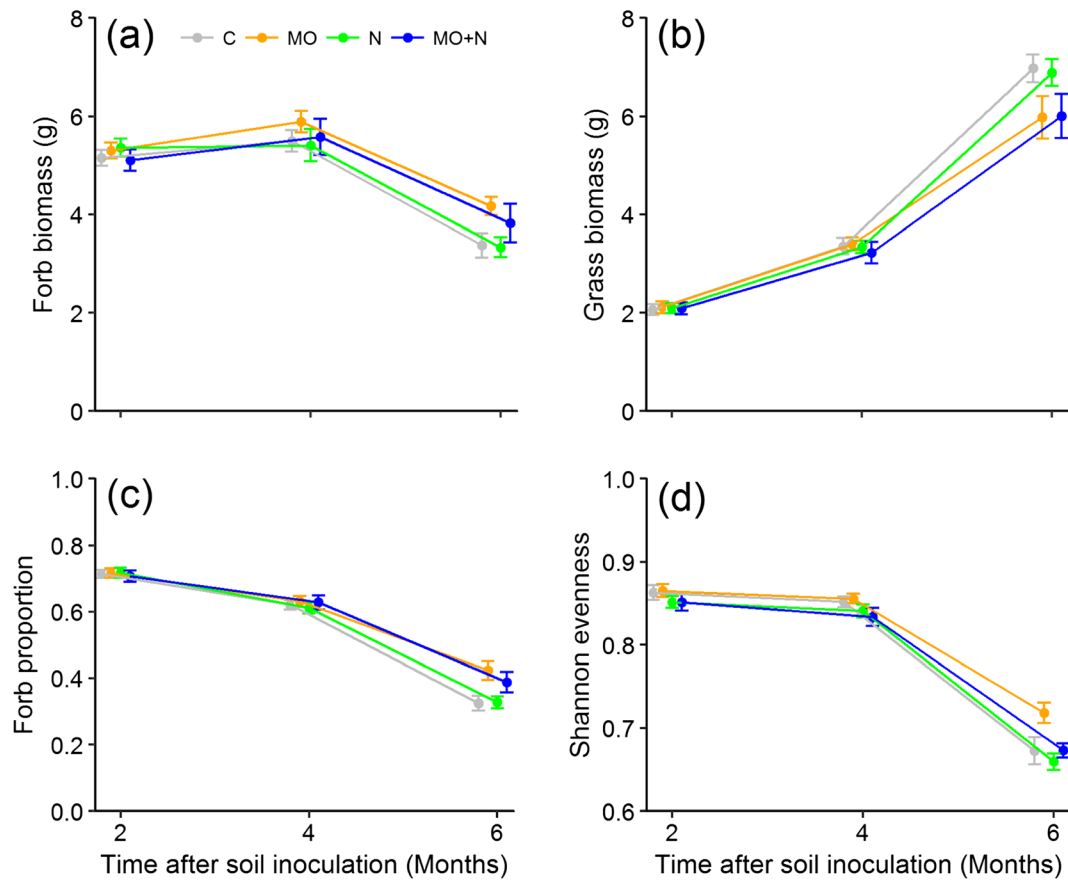 (a)
C MO N MO+N
Forb biomass (g)
8
6
4
2
0
(b)
Grass biomass (g)
8
6
4
2
0
(c)
Forb proportion
1.0
0.8
0.6
0.4
0.2
0.0
2 4 6
Time after soil inoculation (Months)
(d)
Shannon evenness
1.0
0.9
0.8
0.7
0.6
2 4 6
Time after soil inoculation (Months)